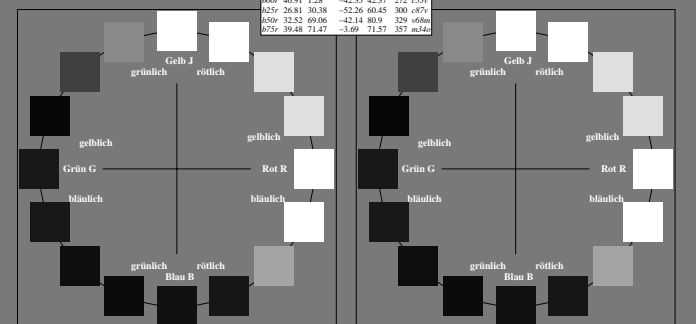 b25r 26.81 30.38 −52.26 60.45 300 c87v
b50r 32.52 69.06 −42.14 80.9 329 v68m
b75r 39.48 71.47 −3.69 71.57 357 m34o
Gelb J
grünlich rötlich
gelblich gelblich
Grün G Rot R
bläulich bläulich
grünlich rötlich
Blau B
Gelb J
grünlich rötlich
gelblich gelblich
Grün G Rot R
bläulich bläulich
grünlich rötlich
Blau B